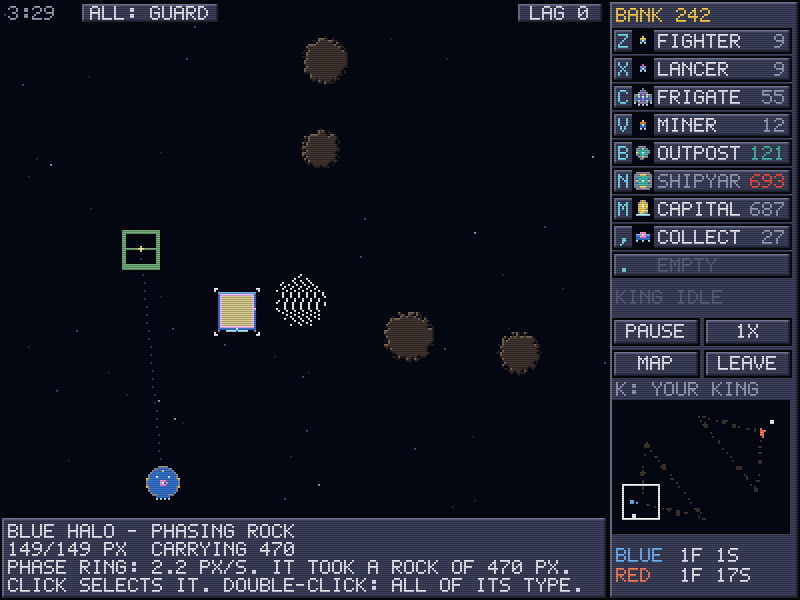 3:29 ALL: GUARD LAG 0
BANK 242
Z FIGHTER 9
X LANCER 9
C FRIGATE 55
V MINER 12
B OUTPOST 121
N SHIPYAR 693
M CAPITAL 687
, COLLECT 27
. EMPTY
KING IDLE
PAUSE 1X
MAP LEAVE
K: YOUR KING
BLUE HALO - PHASING ROCK
149/149 PX CARRYING 470
PHASE RING: 2.2 PX/S. IT TOOK A ROCK OF 470 PX.
CLICK SELECTS IT. DOUBLE-CLICK: ALL OF ITS TYPE.
BLUE 1F 1S
RED 1F 17S